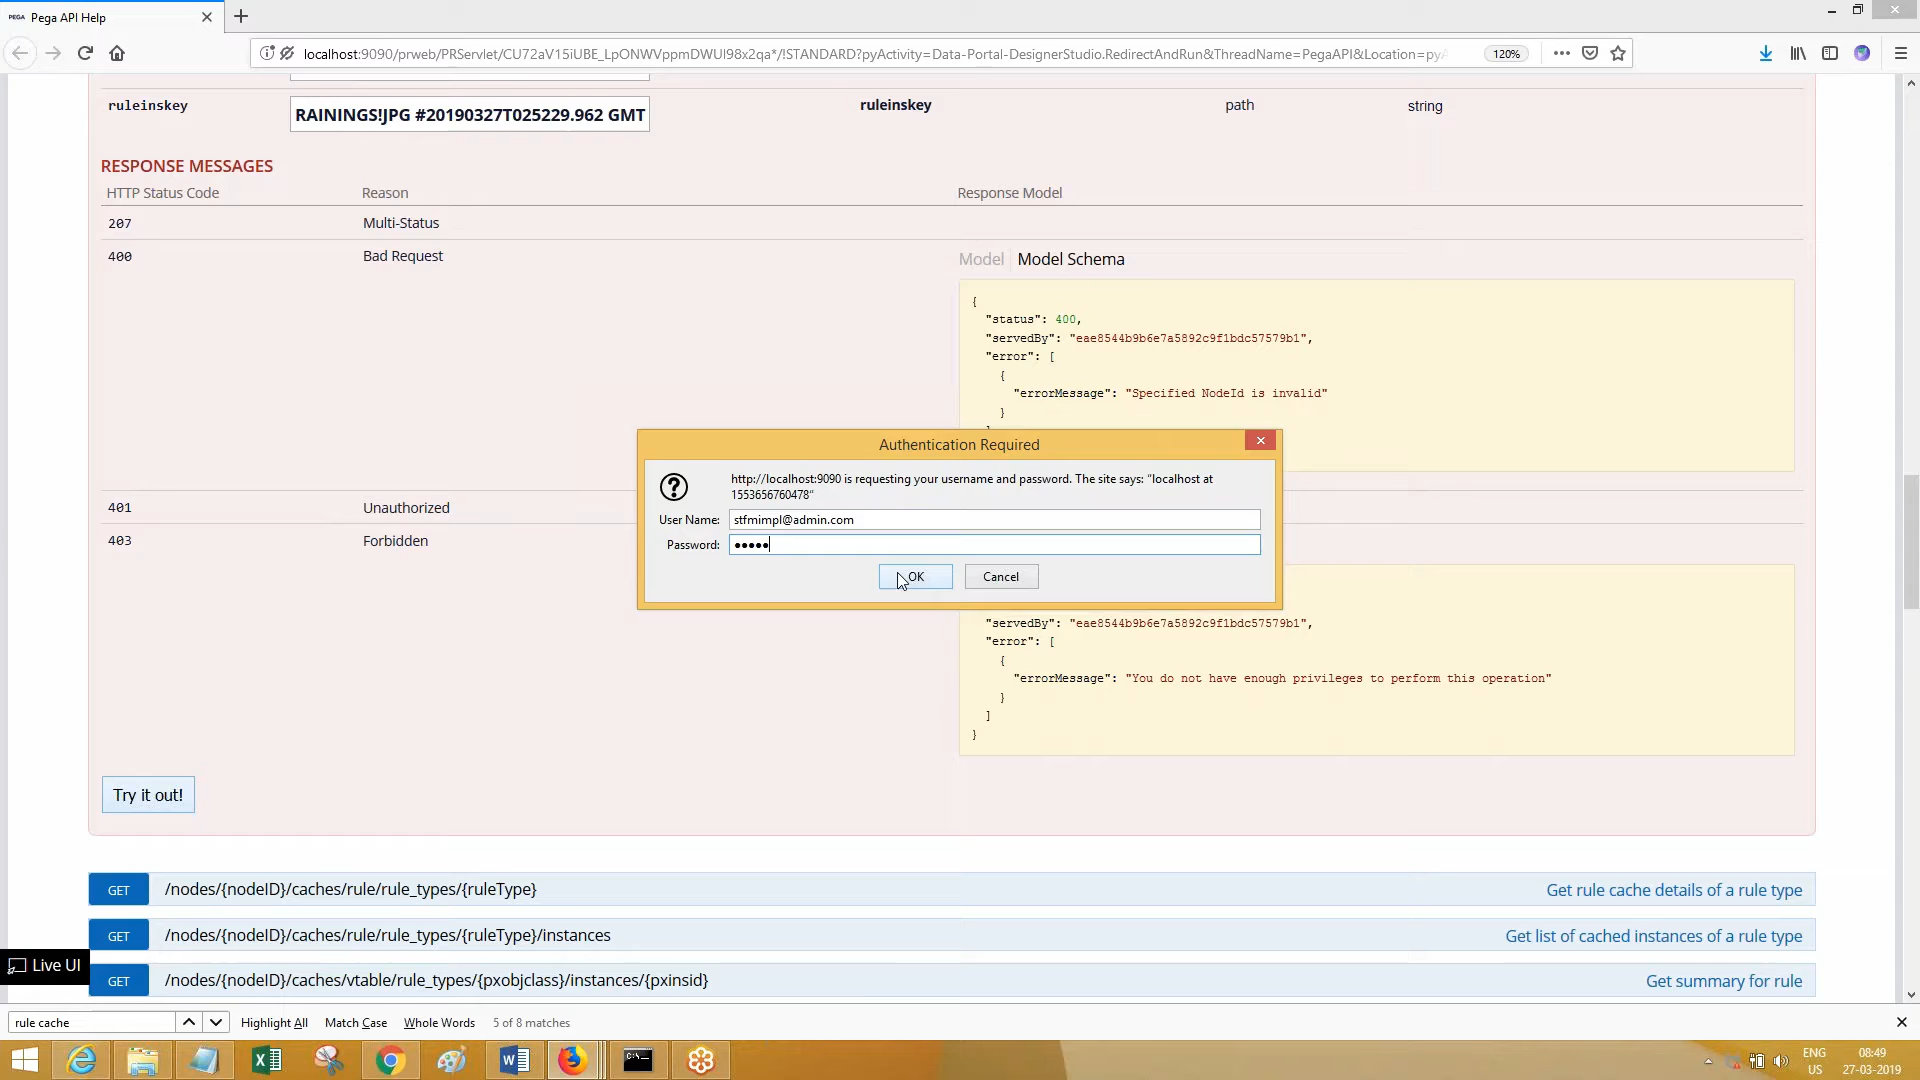 PEGA Pega API Help
localhost:9090/prweb/PRServlet/CU72aV15iUBE_LpONWVppmDWUl98x2qa*/!STANDARD?pyActivity=Data-Portal-DesignerStudio.RedirectAndRun&ThreadName=PegaAPI&Location=pyA
120%
ruleinskey
RAININGS!JPG #20190327T025229.962 GMT
ruleinskey
path
string
RESPONSE MESSAGES
HTTP Status Code
Reason
Response Model
207
Multi-Status
400
Bad Request
Model
Model Schema
{
"status": 400,
"servedBy": "eae8544b9b6e7a5892c9f1bdc57579b1",
"error": [
{
"errorMessage": "Specified NodeId is invalid"
}
Authentication Required
http://localhost:9090 is requesting your username and password. The site says: "localhost at
1553656760478"
User Name:
stfmimpl@admin.com
Password:
●●●●●
OK
Cancel
401
Unauthorized
403
Forbidden
"servedBy": "eae8544b9b6e7a5892c9f1bdc57579b1",
"error": [
{
"errorMessage": "You do not have enough privileges to perform this operation"
}
]
}
Try it out!
GET
/nodes/{nodeID}/caches/rule/rule_types/{ruleType}
Get rule cache details of a rule type
GET
/nodes/{nodeID}/caches/rule/rule_types/{ruleType}/instances
Get list of cached instances of a rule type
Live UI
GET
/nodes/{nodeID}/caches/vtable/rule_types/{pxobjclass}/instances/{pxinsid}
Get summary for rule
rule cache
Highlight All
Match Case
Whole Words
5 of 8 matches
ENG
US
08:49
27-03-2019